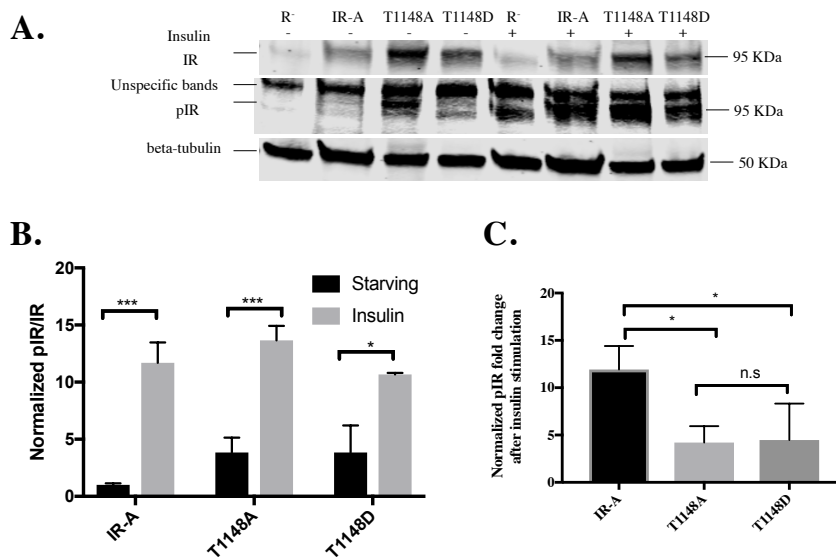 A.
R- IR-A T1148A T1148D R- IR-A T1148A T1148D
Insulin - - - - + + + +
IR 95 KDa
Unspecific bands
pIR 95 KDa
beta-tubulin 50 KDa
B.
Normalized pIR/IR
20
15
10
5
0
Starving
Insulin
*** *** *
IR-A T1148A T1148D
C.
Normalized pIR fold change
after insulin stimulation
20
15
10
5
0
*
*
n.s
IR-A T1148A T1148D